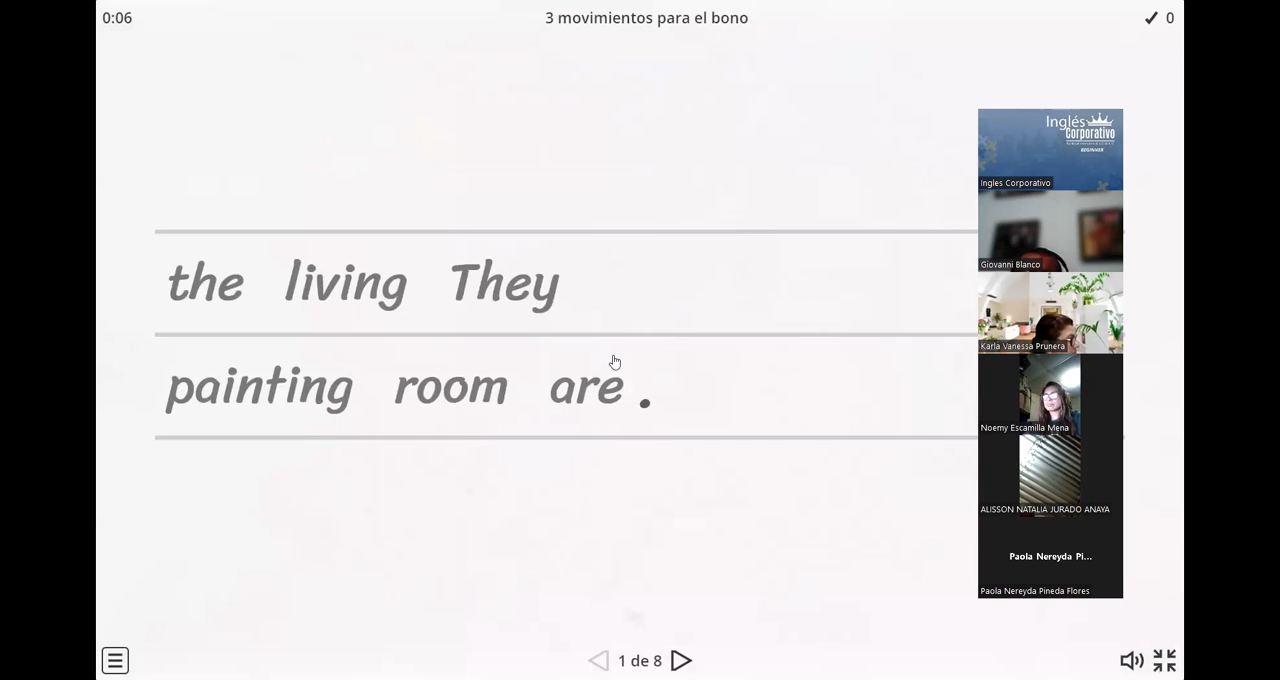 0:06 3 movimientos para el bono ✓ 0
the living They
painting room are .
Inglés
Corporativo
BEGINNER
Ingles Corporativo
Giovanni Blanco
Karla Vanessa Prunera
Noemy Escamilla Mena
ALISSON NATALIA JURADO ANAYA
Paola Nereyda Pi...
Paola Nereyda Pineda Flores
1 de 8